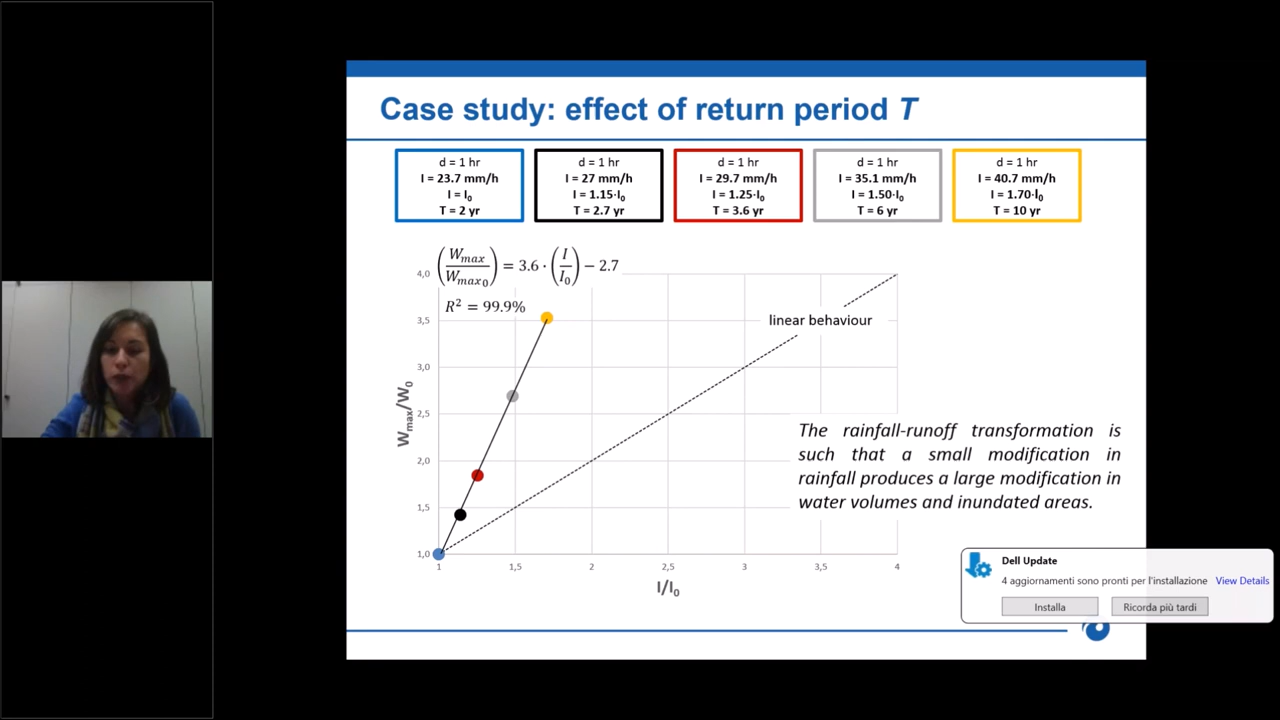 Case study: effect of return period T
d = 1 hr
I = 23.7 mm/h
I = I₀
T = 2 yr
d = 1 hr
I = 27 mm/h
I = 1.15·I₀
T = 2.7 yr
d = 1 hr
I = 29.7 mm/h
I = 1.25·I₀
T = 3.6 yr
d = 1 hr
I = 35.1 mm/h
I = 1.50·I₀
T = 6 yr
d = 1 hr
I = 40.7 mm/h
I = 1.70·I₀
T = 10 yr
(Wmax/Wmax₀) = 3.6 · (I/I₀) − 2.7
R² = 99.9%
4,0
3,5
3,0
2,5
2,0
1,5
1,0
Wmax/W₀
linear behaviour
1
1,5
2
2,5
3
3,5
4
I/I₀
The rainfall-runoff transformation is
such that a small modification in
rainfall produces a large modification in
water volumes and inundated areas.
Dell Update
4 aggiornamenti sono pronti per l'installazione View Details
Installa
Ricorda più tardi